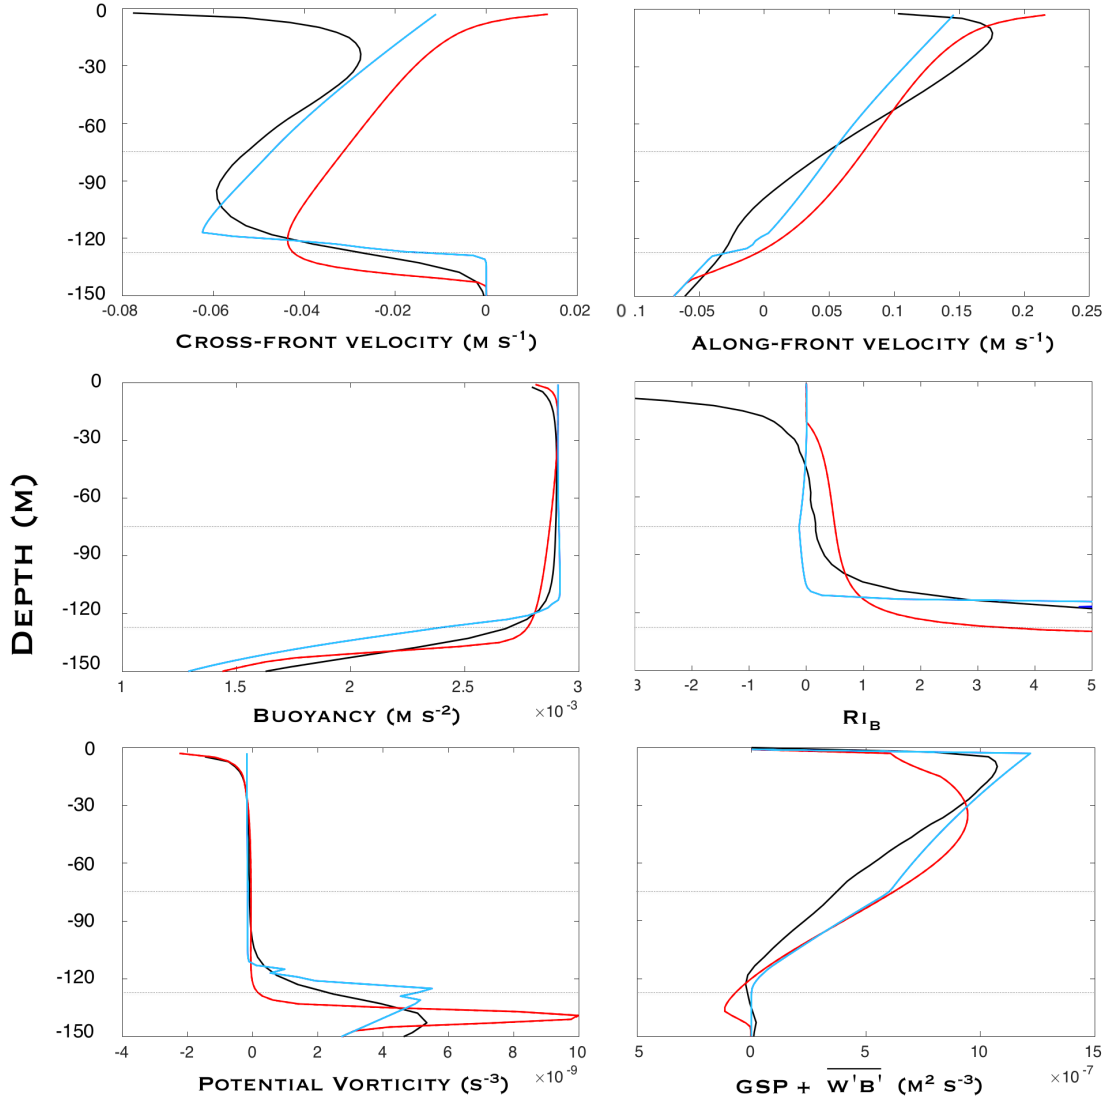 0
-30
-60
-90
-120
-150
-0.08 -0.06 -0.04 -0.02 0 0.02
CROSS-FRONT VELOCITY (M S-1)
0 .1 -0.05 0 0.05 0.1 0.15 0.2 0.25
ALONG-FRONT VELOCITY (M S-1)
DEPTH (M)
0
-30
-60
-90
-120
-150
1 1.5 2 2.5 3
×10-3
BUOYANCY (M S-2)
3 -2 -1 0 1 2 3 4 5
RIB
0
-30
-60
-90
-120
-150
-4 -2 0 2 4 6 8 10
×10-9
POTENTIAL VORTICITY (S-3)
5 0 5 10 15
×10-7
GSP + W'B' (M2 S-3)